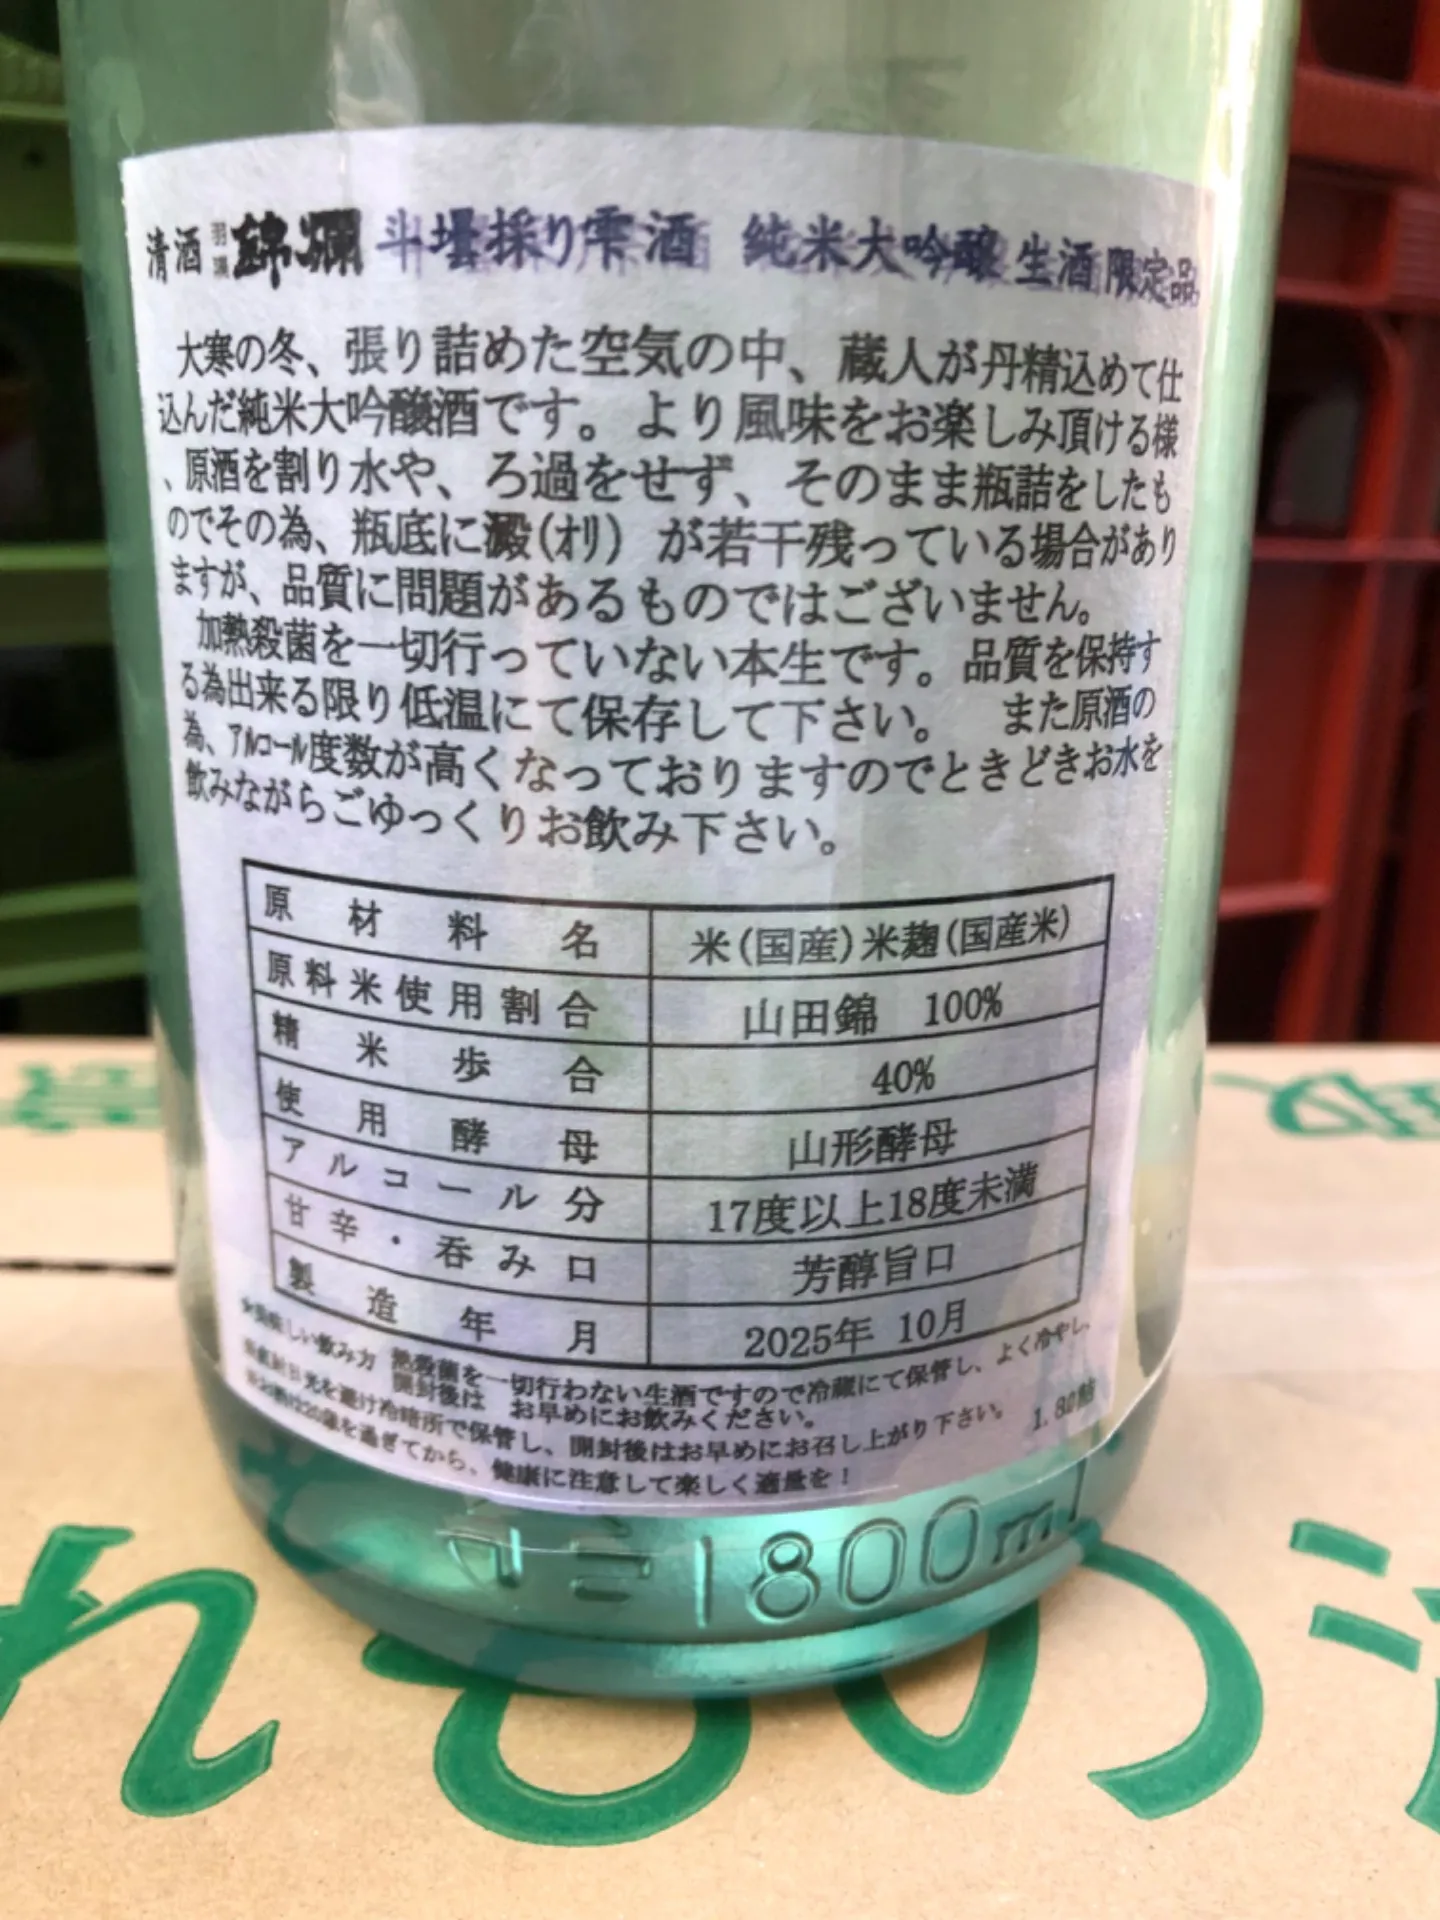 清酒 羽陽 錦爛 斗壜採り雫酒 純米大吟醸 生酒 限定品
大寒の冬、張り詰めた空気の中、蔵人が丹精込めて仕
込んだ純米大吟醸酒です。より風味をお楽しみ頂ける様
、原酒を割り水や、ろ過をせず、そのまま瓶詰をしたも
のでその為、瓶底に澱(オリ) が若干残っている場合があり
ますが、品質に問題があるものではございません。
加熱殺菌を一切行っていない本生です。品質を保持す
る為出来る限り低温にて保存して下さい。 また原酒の
為、アルコール度数が高くなっておりますのでときどきお水を
飲みながらごゆっくりお飲み下さい。
原材料名 米(国産)米麹(国産米)
原料米使用割合 山田錦 100%
精米歩合 40%
使用酵母 山形酵母
アルコール分 17度以上18度未満
甘辛・呑み口 芳醇旨口
製造年月 2025年 10月
美味しい飲み方 熱殺菌を一切行わない生酒ですので冷蔵にて保管し、よく冷やし、
開封後は お早めにお飲みください。
直射日光を避け冷暗所で保管し、開封後はお早めにお召し上がり下さい。
お酒は20歳を過ぎてから、健康に注意して楽しく適量を!
1.80詰
1800ml